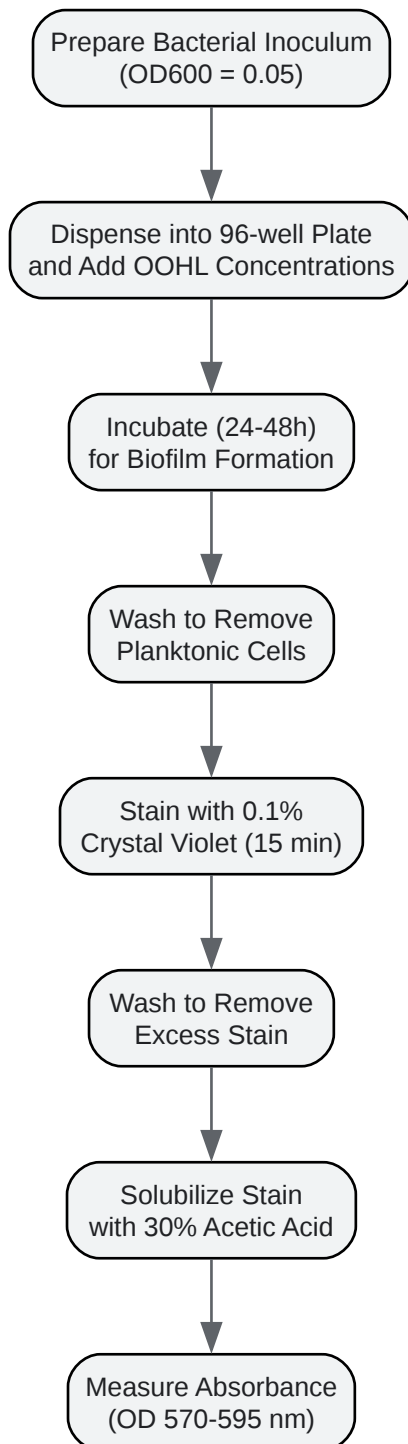 Prepare Bacterial Inoculum
(OD600 = 0.05)
Dispense into 96-well Plate
and Add OOHL Concentrations
Incubate (24-48h)
for Biofilm Formation
Wash to Remove
Planktonic Cells
Stain with 0.1%
Crystal Violet (15 min)
Wash to Remove
Excess Stain
Solubilize Stain
with 30% Acetic Acid
Measure Absorbance
(OD 570-595 nm)